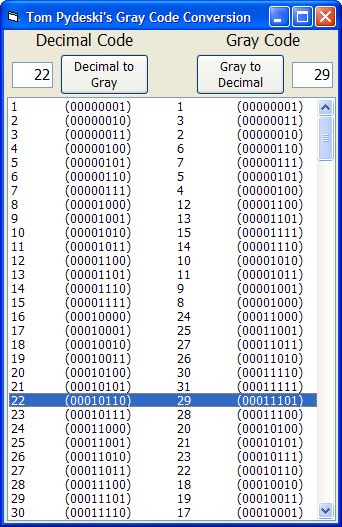 Tom Pydeski's Gray Code Conversion
Decimal Code Gray Code
22 Decimal to Gray Gray to Decimal 29
1 (00000001) 1 (00000001)
2 (00000010) 3 (00000011)
3 (00000011) 2 (00000010)
4 (00000100) 6 (00000110)
5 (00000101) 7 (00000111)
6 (00000110) 5 (00000101)
7 (00000111) 4 (00000100)
8 (00001000) 12 (00001100)
9 (00001001) 13 (00001101)
10 (00001010) 15 (00001111)
11 (00001011) 14 (00001110)
12 (00001100) 10 (00001010)
13 (00001101) 11 (00001011)
14 (00001110) 9 (00001001)
15 (00001111) 8 (00001000)
16 (00010000) 24 (00011000)
17 (00010001) 25 (00011001)
18 (00010010) 27 (00011011)
19 (00010011) 26 (00011010)
20 (00010100) 30 (00011110)
21 (00010101) 31 (00011111)
22 (00010110) 29 (00011101)
23 (00010111) 28 (00011100)
24 (00011000) 20 (00010100)
25 (00011001) 21 (00010101)
26 (00011010) 23 (00010111)
27 (00011011) 22 (00010110)
28 (00011100) 18 (00010010)
29 (00011101) 19 (00010011)
30 (00011110) 17 (00010001)